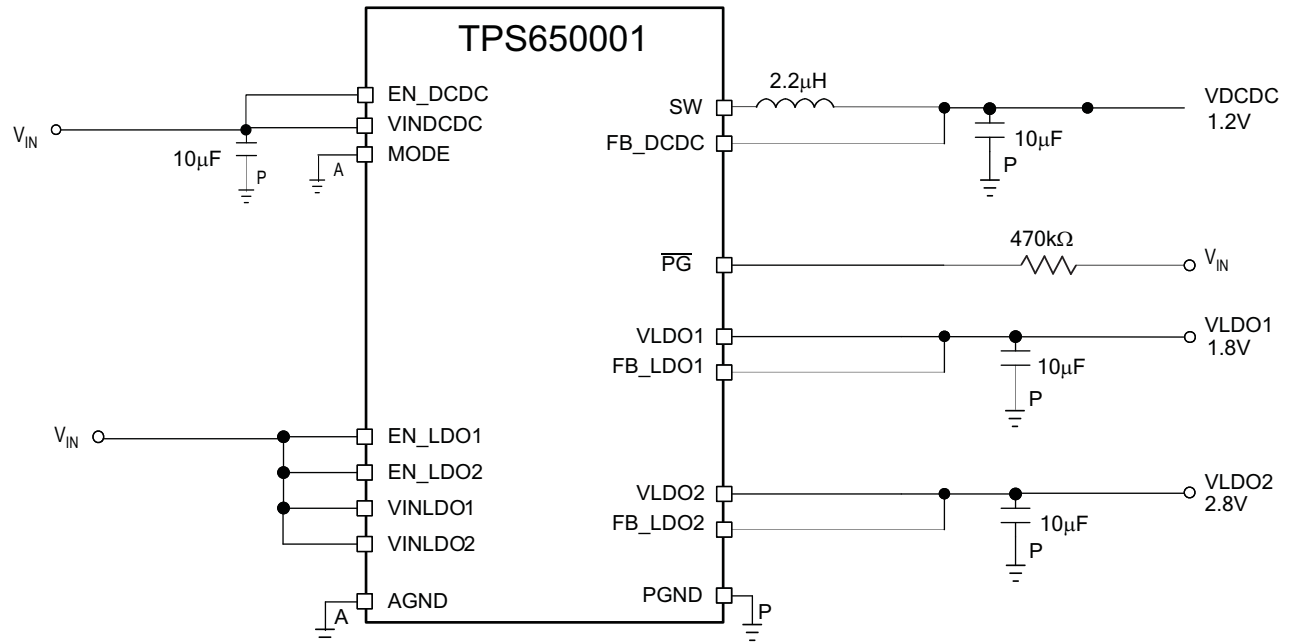 TPS650001
EN_DCDC
VINDCDC
MODE
V_IN
10μF
P
A
SW
2.2μH
VDCDC
1.2V
FB_DCDC
10μF
P
PG
470kΩ
V_IN
VLDO1
VLDO1
1.8V
FB_LDO1
10μF
P
V_IN
EN_LDO1
EN_LDO2
VINLDO1
VINLDO2
VLDO2
VLDO2
2.8V
FB_LDO2
10μF
P
AGND
A
PGND
P